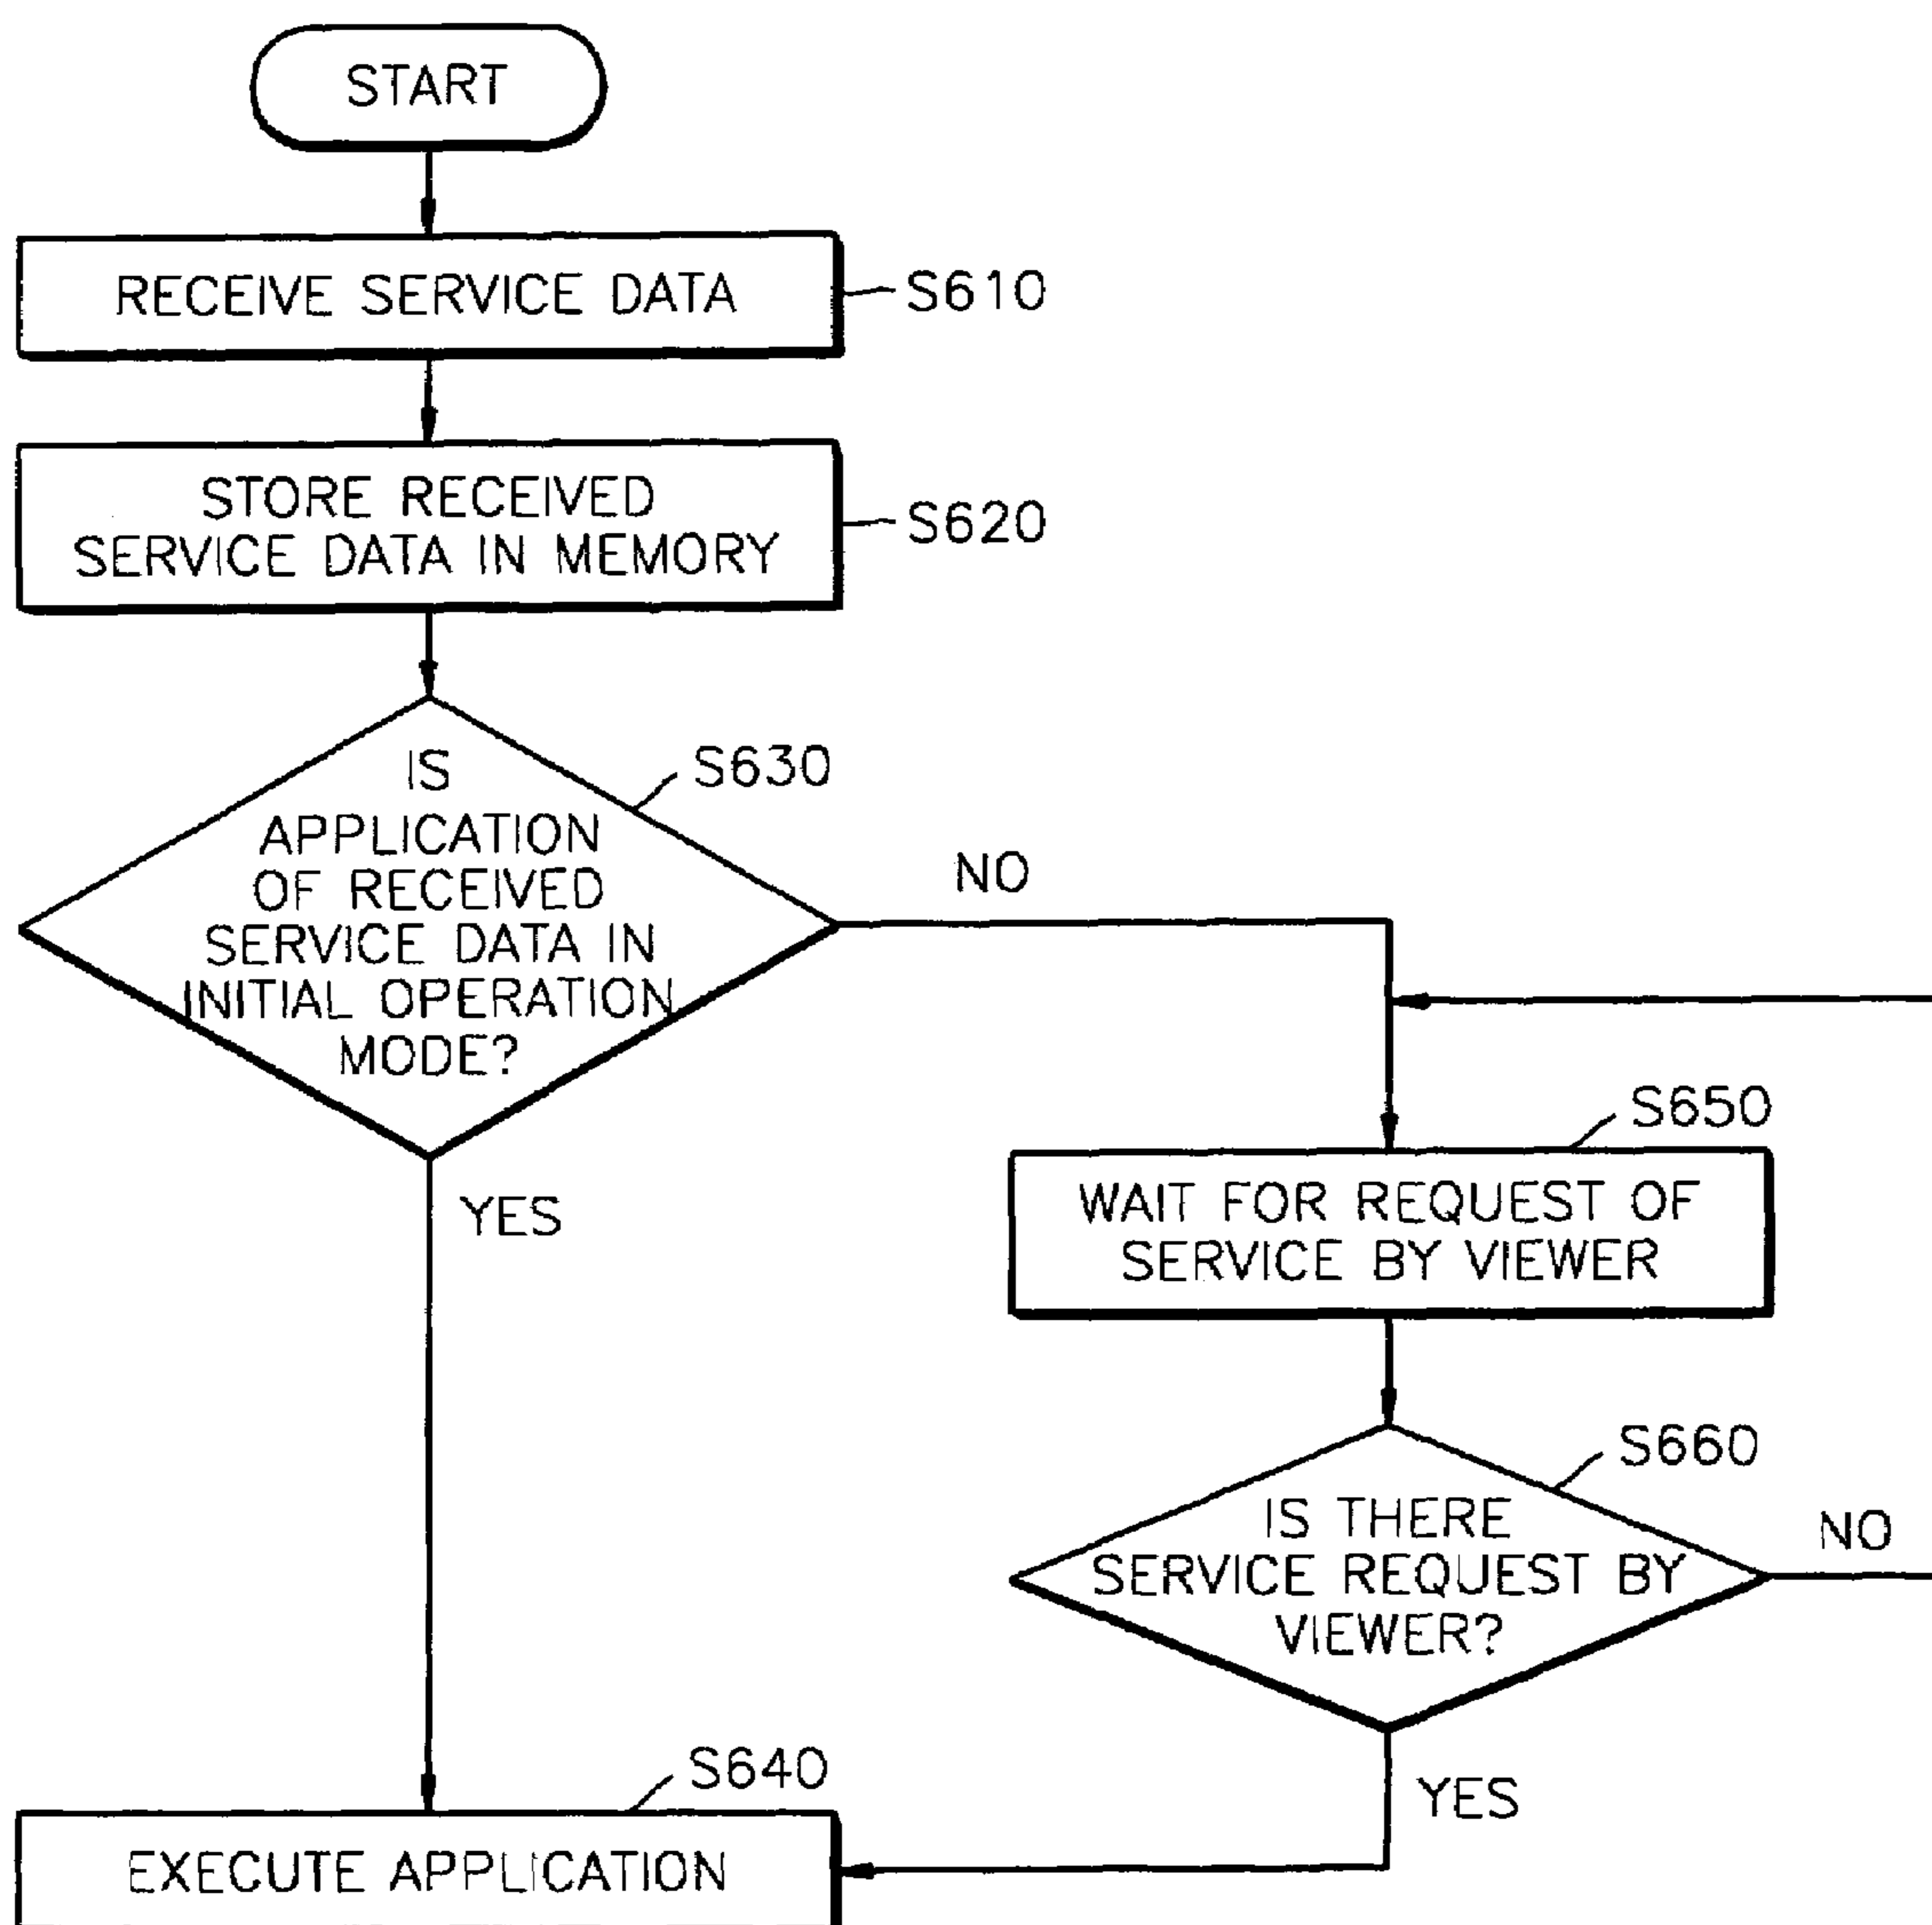 START
RECEIVE SERVICE DATA
S610
STORE RECEIVED
SERVICE DATA IN MEMORY
S620
IS
APPLICATION
OF RECEIVED
SERVICE DATA IN
INITIAL OPERATION
MODE?
S630
NO
YES
S650
WAIT FOR REQUEST OF
SERVICE BY VIEWER
S660
IS THERE
SERVICE REQUEST BY
VIEWER?
NO
YES
S640
EXECUTE APPLICATION